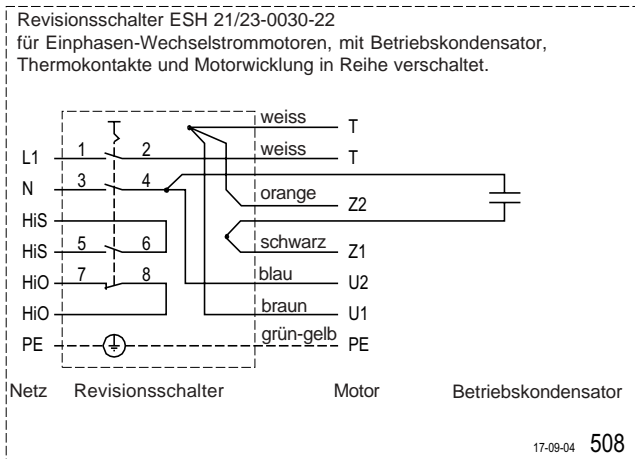 Revisionsschalter ESH 21/23-0030-22
für Einphasen-Wechselstrommotoren, mit Betriebskondensator,
Thermokontakte und Motorwicklung in Reihe verschaltet.
weiss T
L1 1 2 weiss T
N 3 4 orange Z2
HiS
HiS 5 6 schwarz Z1
HiO 7 8 blau U2
HiO braun U1
PE grün-gelb PE
Netz Revisionsschalter Motor Betriebskondensator
17-09-04 508